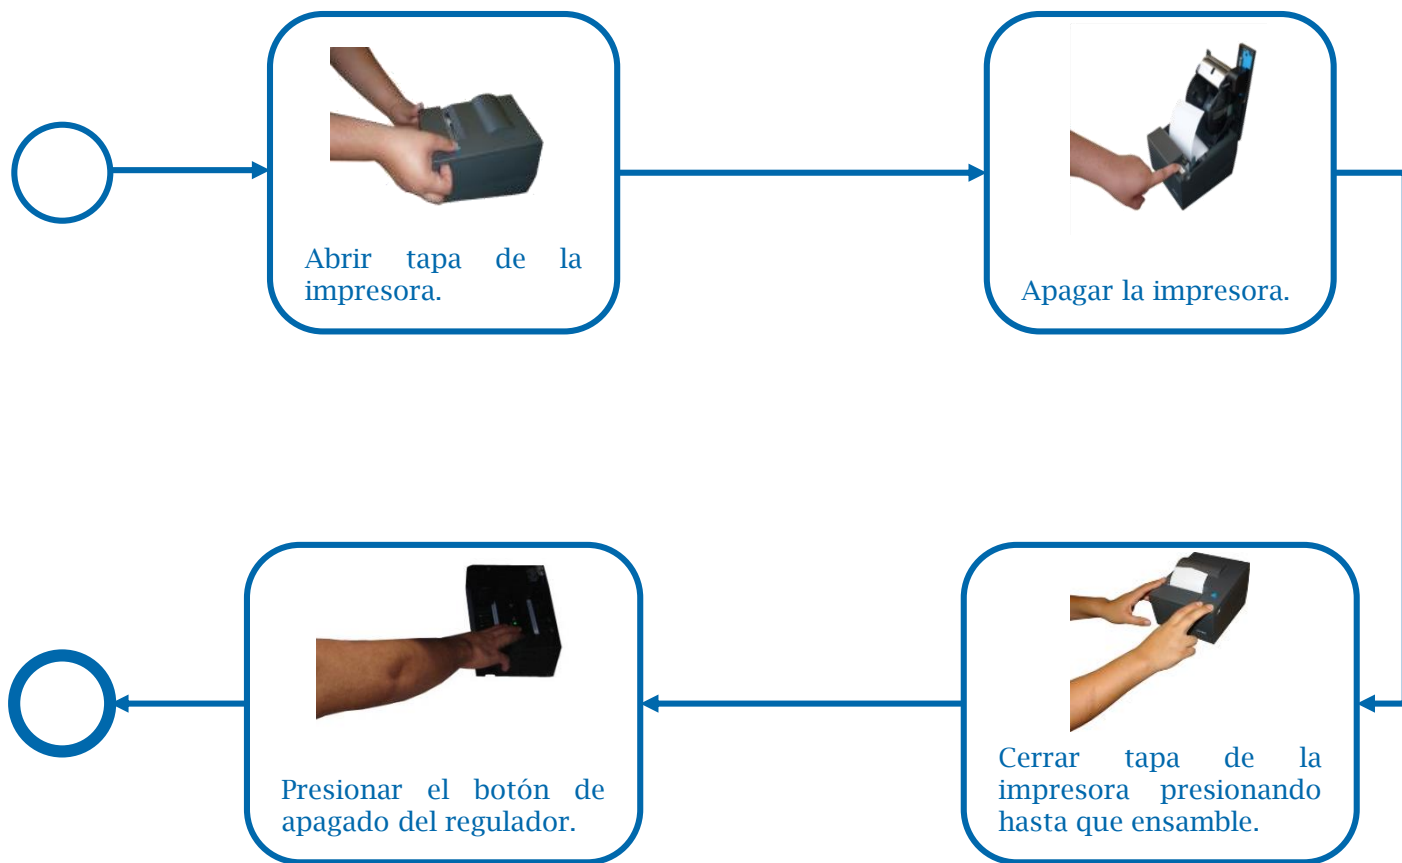 Abrir tapa de la
impresora.
Apagar la impresora.
Cerrar tapa de la
impresora presionando
hasta que ensamble.
Presionar el botón de
apagado del regulador.